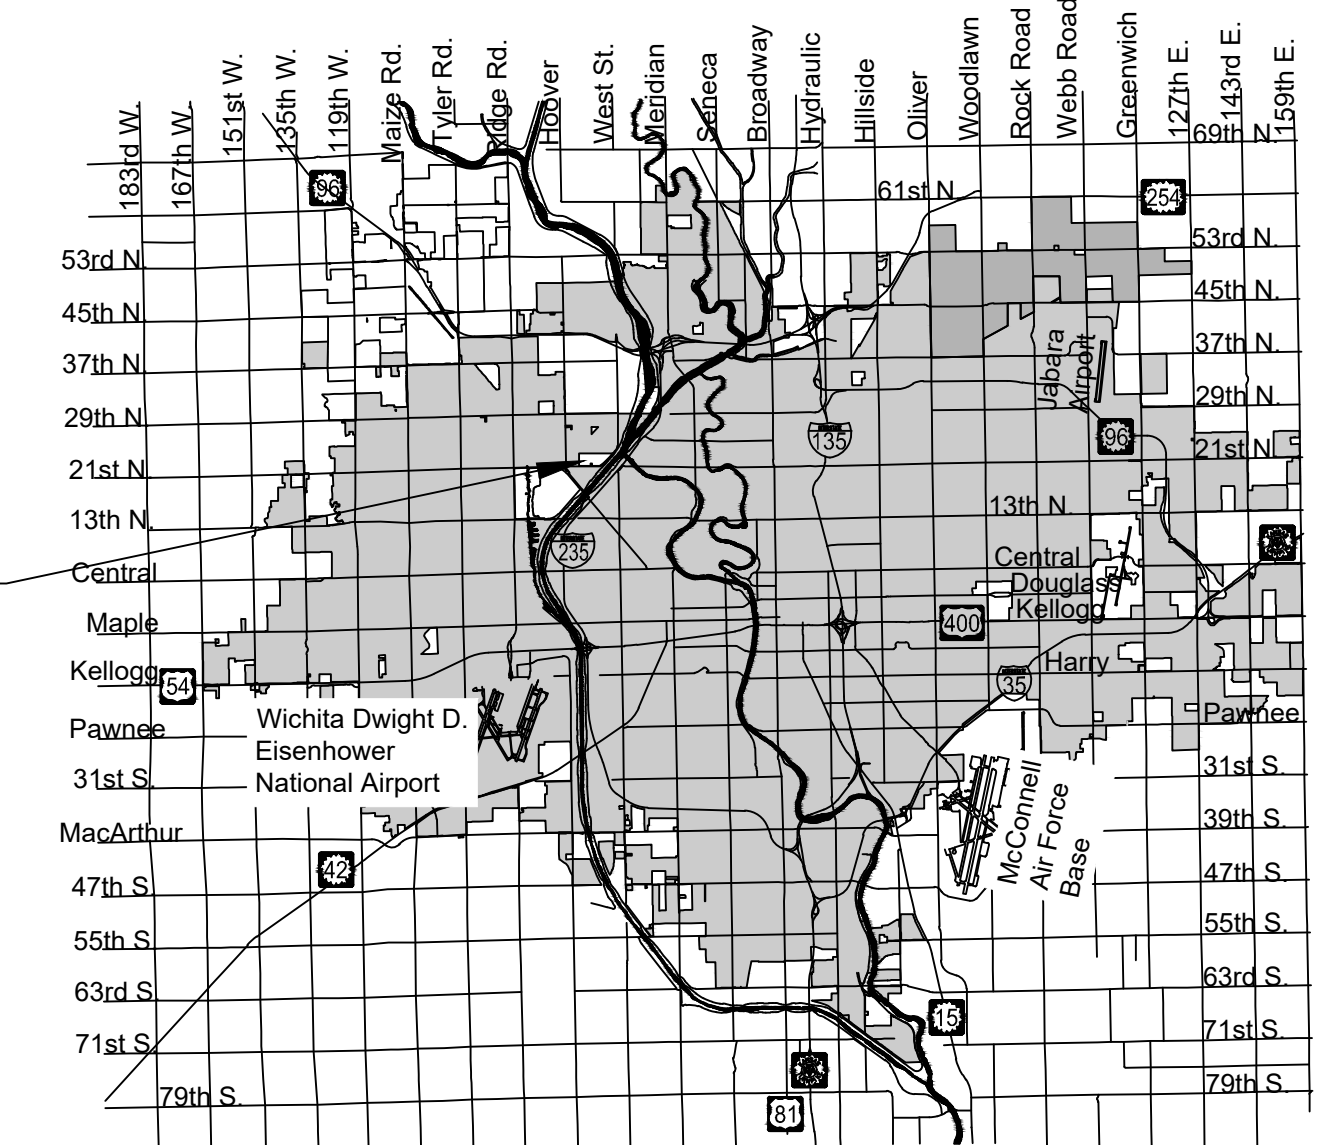 183rd W.
167th W.
151st W.
135th W.
119th W.
Maize Rd.
Tyler Rd.
Ridge Rd.
Hoover
West St.
Meridian
Seneca
Broadway
Hydraulic
Hillside
Oliver
Woodlawn
Rock Road
Webb Road
Greenwich
127th E.
143rd E.
159th E.
69th N.
96
61st N.
254
53rd N.
53rd N.
45th N.
45th N.
37th N.
37th N.
Jabara
Airport
29th N.
29th N.
135
96
21st N.
21st N.
13th N.
13th N.
235
Central
Central
Douglass
Kellogg
Maple
400
Harry
Kellogg
54
35
Wichita Dwight D.
Eisenhower
National Airport
Pawnee
Pawnee
31st S.
31st S.
McConnell
Air Force
Base
MacArthur
39th S.
42
47th S.
47th S.
55th S.
55th S.
63rd S.
63rd S.
15
71st S.
71st S.
79th S.
79th S.
81